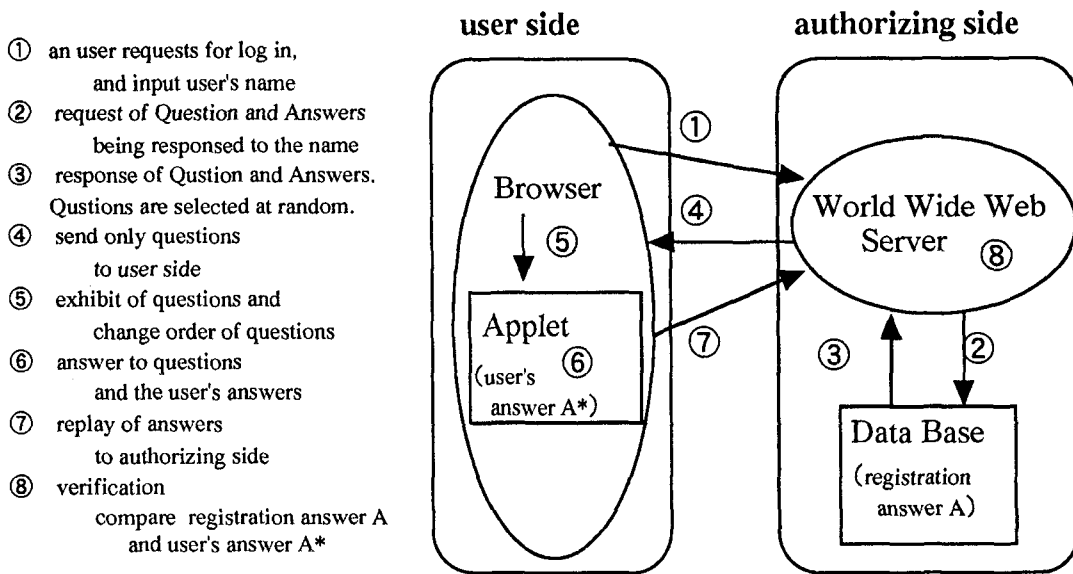 ① an user requests for log in,
and input user's name
② request of Question and Answers
being responsed to the name
③ response of Qustion and Answers.
Qustions are selected at random.
④ send only questions
to user side
⑤ exhibit of questions and
change order of questions
⑥ answer to questions
and the user's answers
⑦ replay of answers
to authorizing side
⑧ verification
compare registration answer A
and user's answer A*
user side
authorizing side
①
Browser
④
⑤
World Wide Web
Server ⑧
Applet
⑥
(user's
answer A*)
⑦
③
②
Data Base
(registration
answer A)